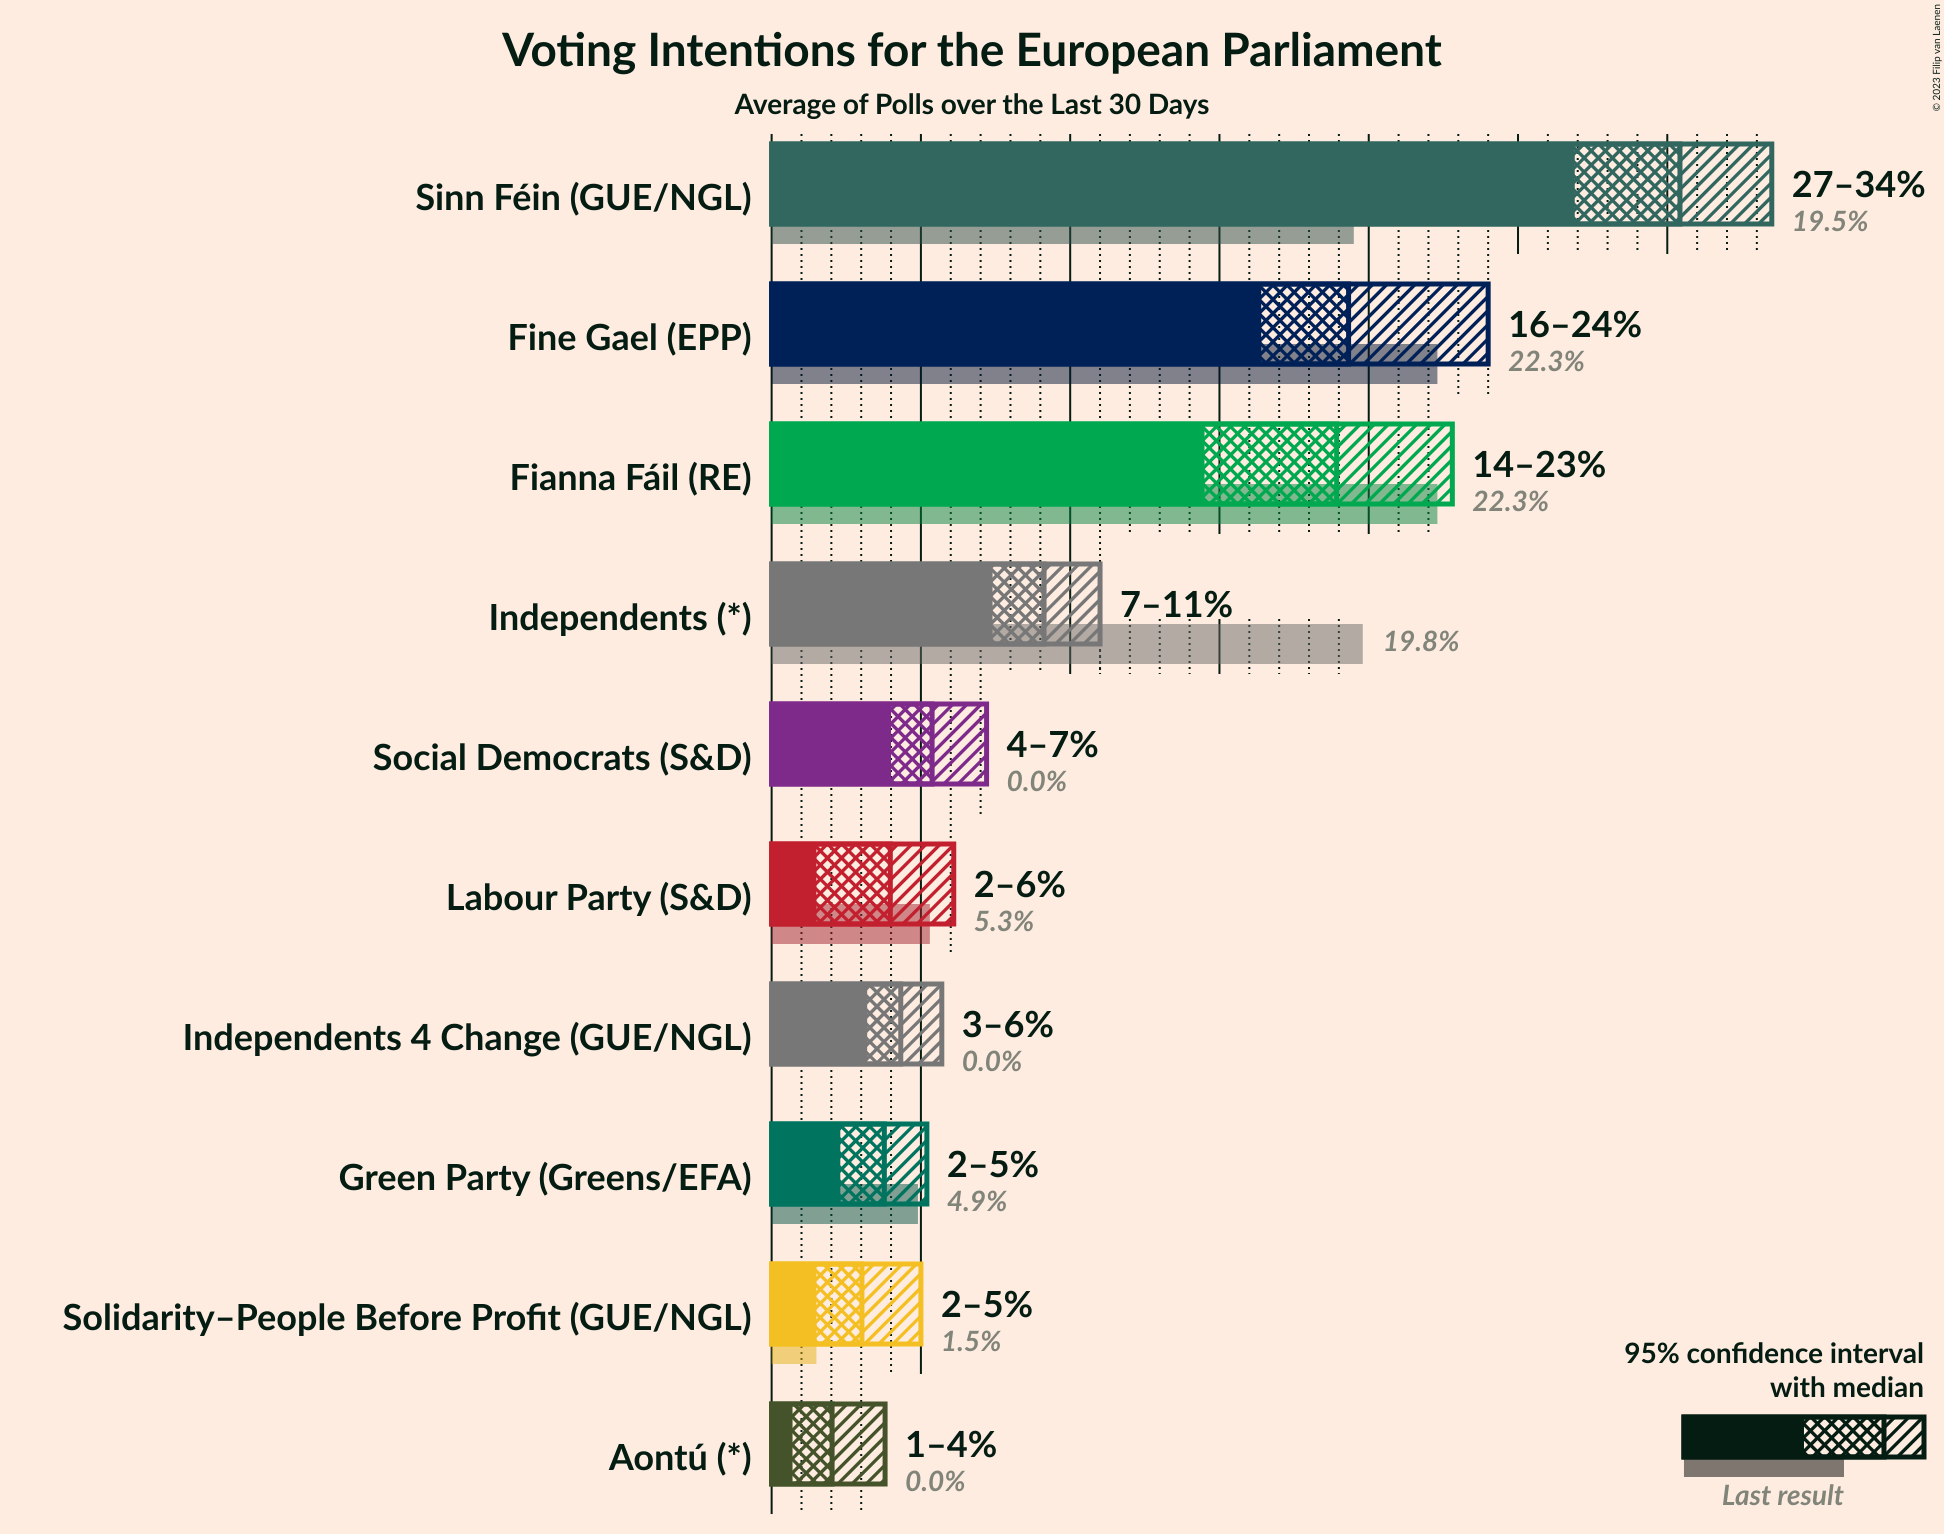 Voting Intentions for the European Parliament
Average of Polls over the Last 30 Days
© 2023 Filip van Laenen
Sinn Féin (GUE/NGL)
27–34%
19.5%
Fine Gael (EPP)
16–24%
22.3%
Fianna Fáil (RE)
14–23%
22.3%
Independents (*)
7–11%
19.8%
Social Democrats (S&D)
4–7%
0.0%
Labour Party (S&D)
2–6%
5.3%
Independents 4 Change (GUE/NGL)
3–6%
0.0%
Green Party (Greens/EFA)
2–5%
4.9%
Solidarity–People Before Profit (GUE/NGL)
2–5%
1.5%
Aontú (*)
1–4%
0.0%
95% confidence interval
with median
Last result